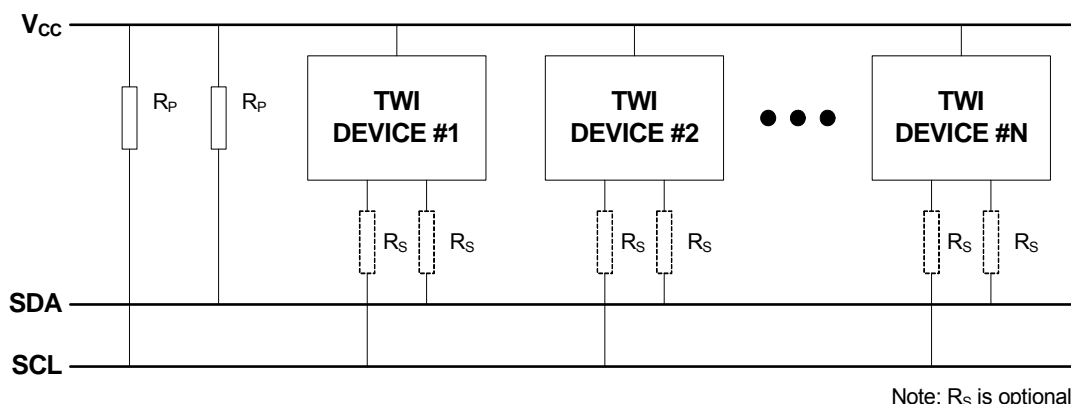 VCC
RP RP
TWI DEVICE #1
TWI DEVICE #2
TWI DEVICE #N
RS RS RS RS RS RS
SDA
SCL
Note: RS is optional